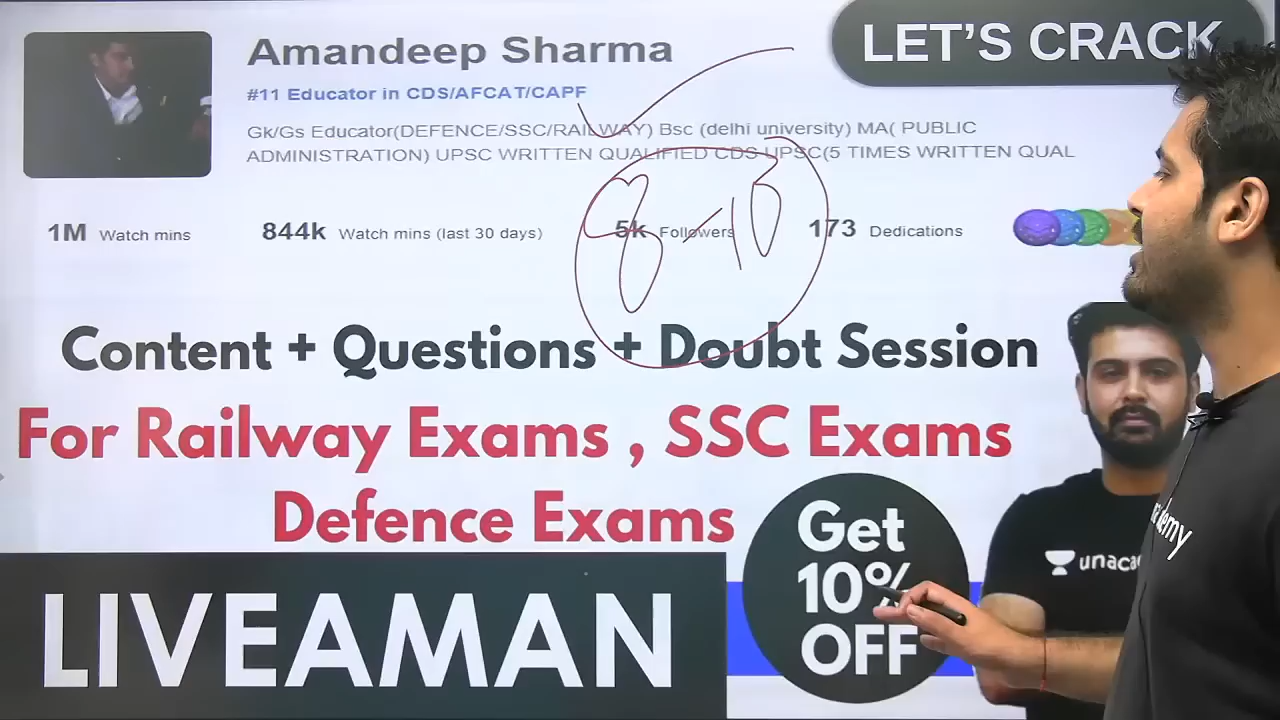 LET'S CRACK
Amandeep Sharma
#11 Educator in CDS/AFCAT/CAPF
Gk/Gs Educator(DEFENCE/SSC/RAILWAY) Bsc (delhi university) MA( PUBLIC
ADMINISTRATION) UPSC WRITTEN QUALIFIED CDS UPSC(5 TIMES WRITTEN QUAL
1M Watch mins 844k Watch mins (last 30 days) 5k Followers 173 Dedications
8-10
Content + Questions + Doubt Session
For Railway Exams , SSC Exams
Defence Exams
Get
10%
OFF
LIVEAMAN
unaca
demy